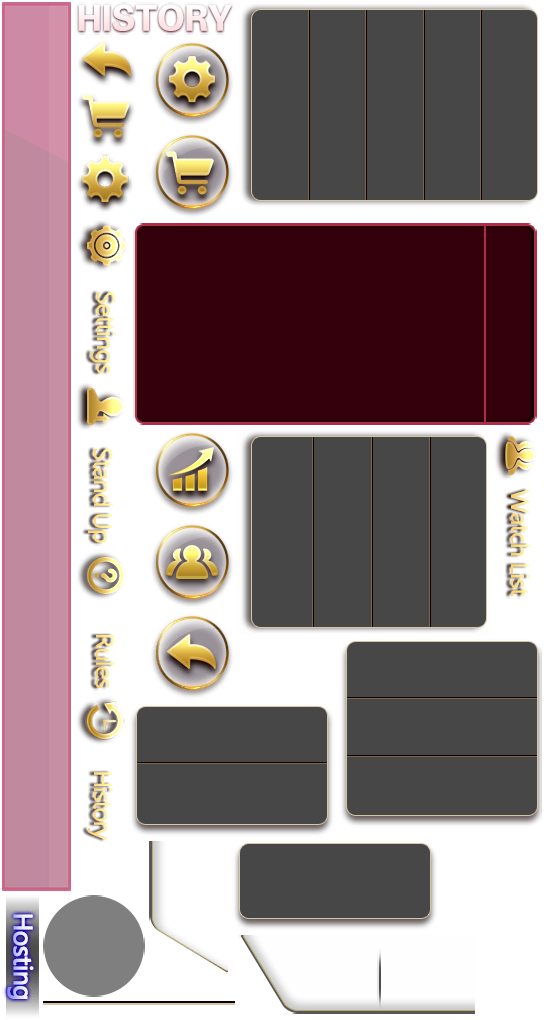 HISTORY
Settings
Stand Up
Rules
History
Watch List
Hosting